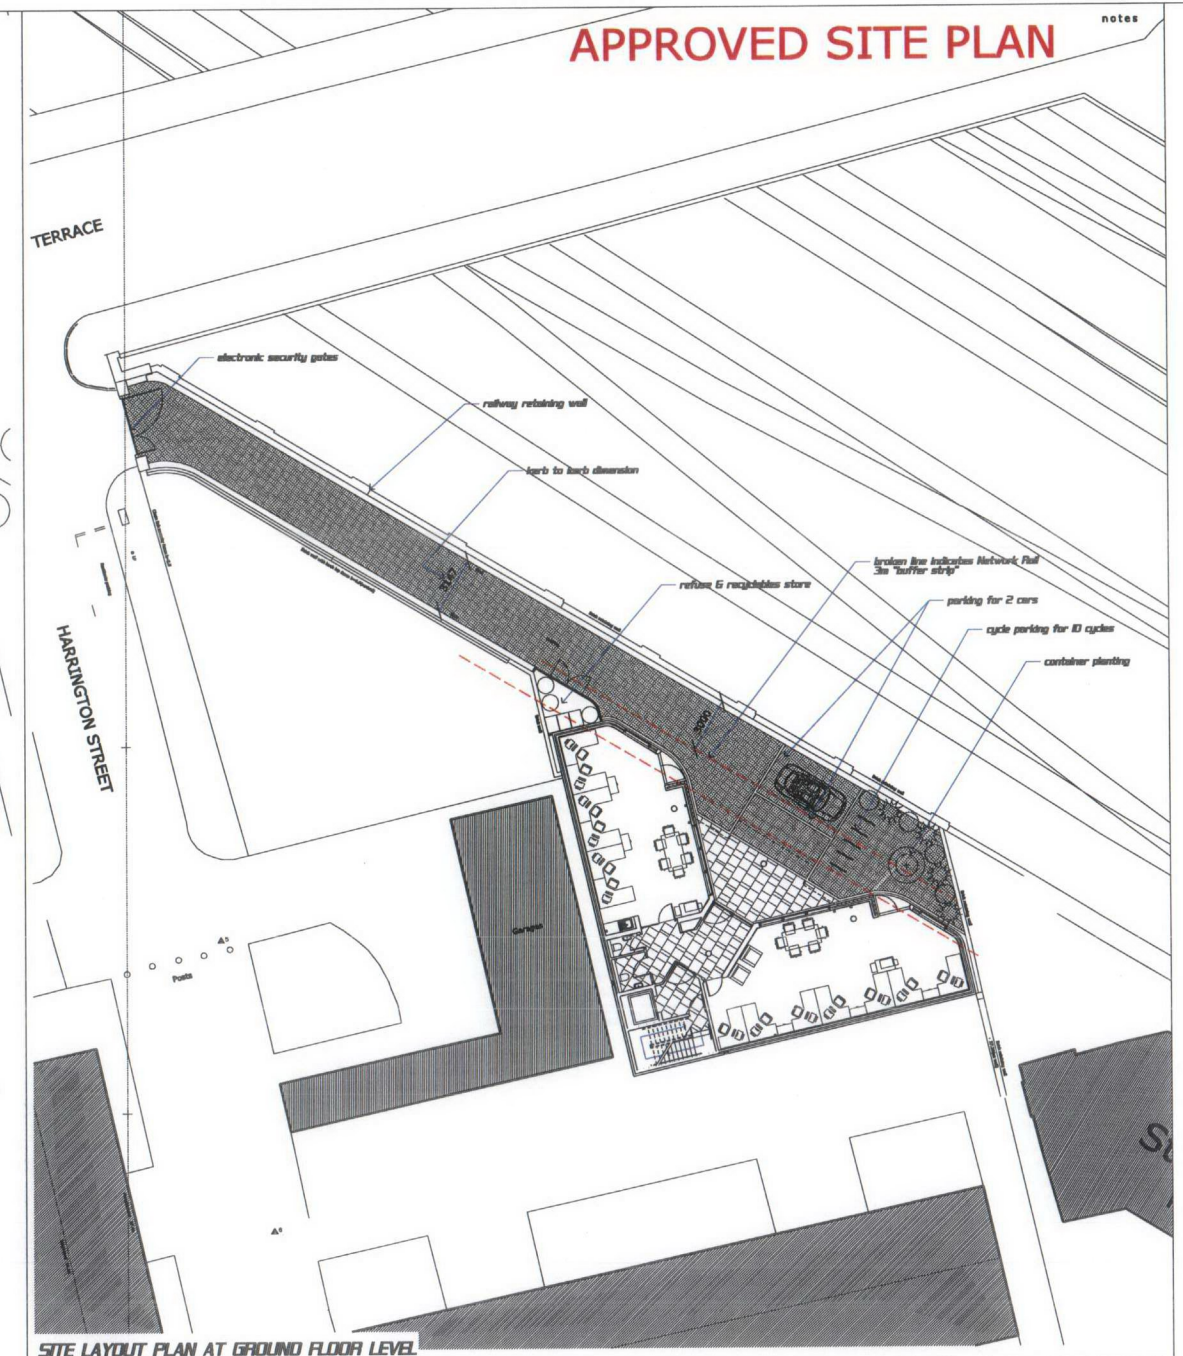 APPROVED SITE PLAN
notes
TERRACE
electronic security gates
railway retaining wall
kerb to kerb dimension
3147
broken line indicates Network Rail
3m "buffer strip"
refuse & recyclables store
parking for 2 cars
cycle parking for 10 cycles
container planting
HARRINGTON STREET
3000
Garages
Posts
SITE LAYOUT PLAN AT GROUND FLOOR LEVEL